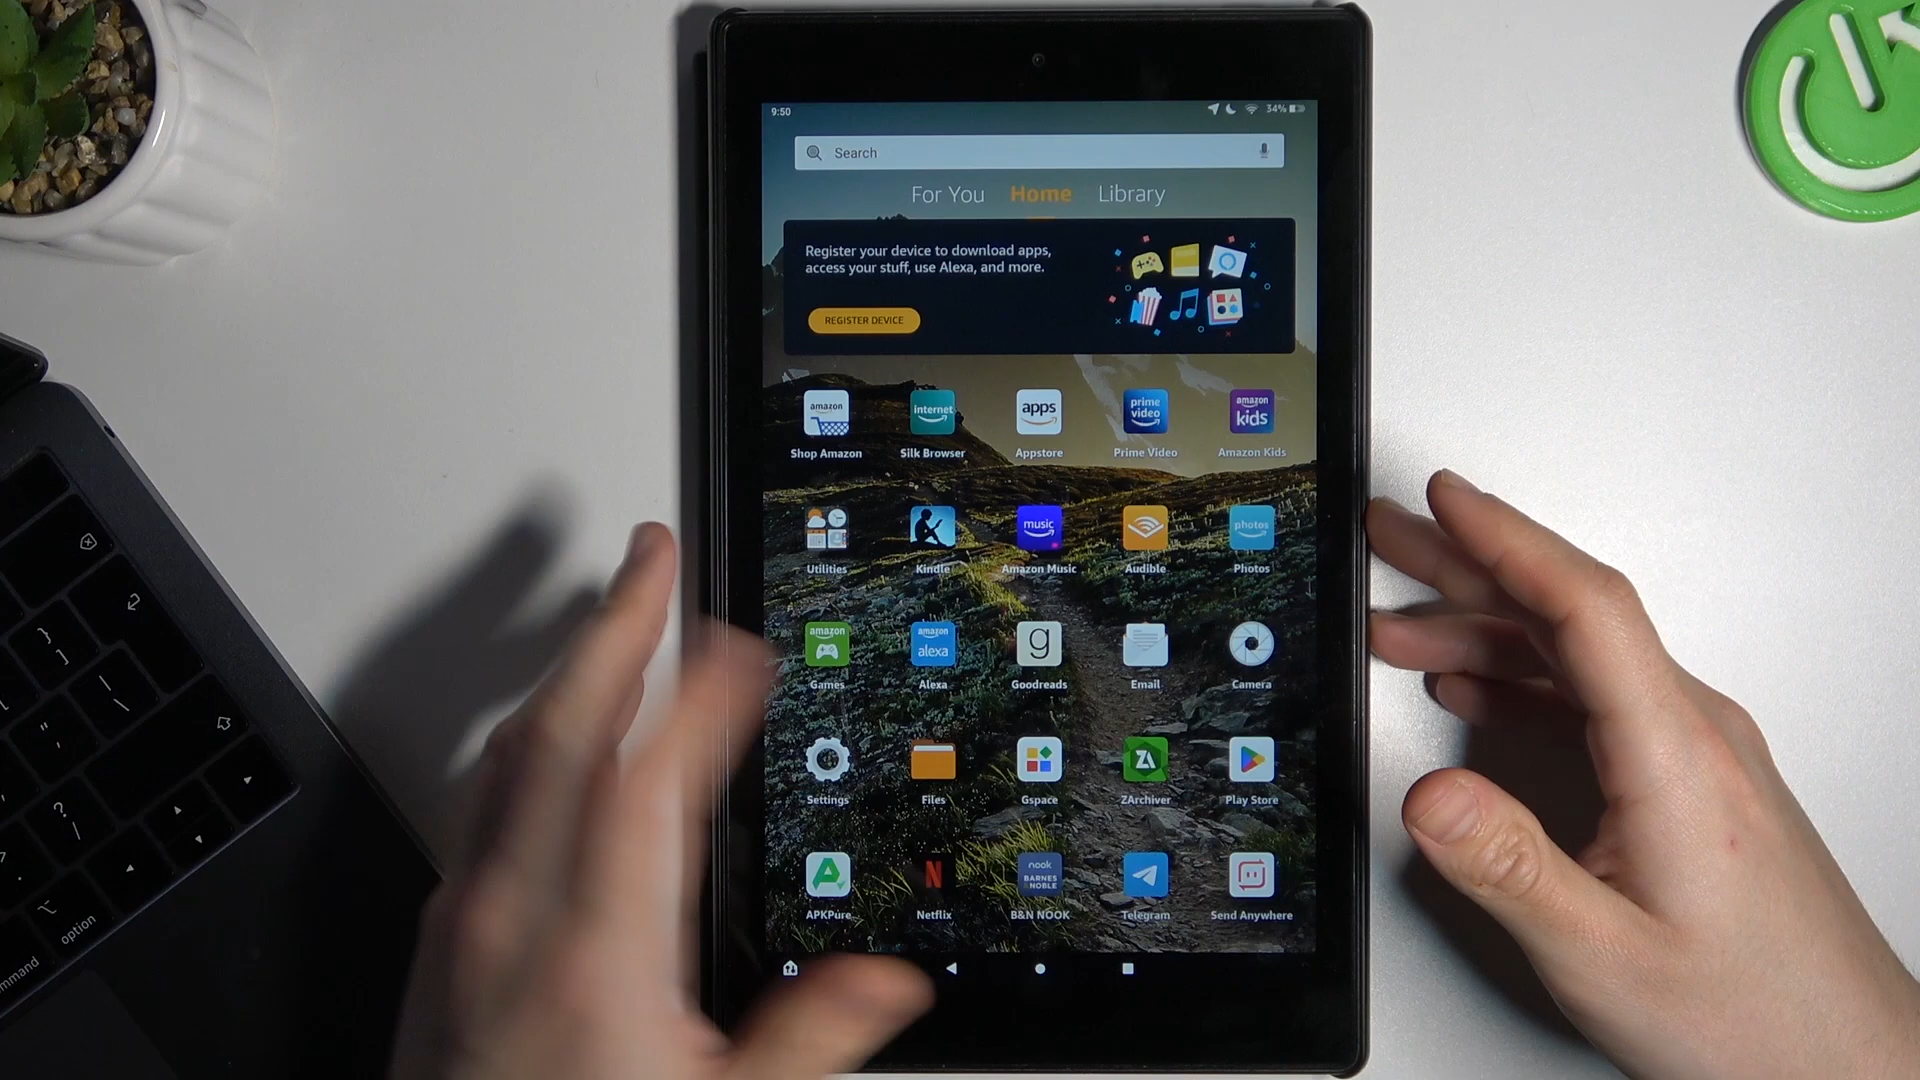 9:50
34%
Search
For You Home Library
Register your device to download apps,
access your stuff, use Alexa, and more.
REGISTER DEVICE
amazon
internet
apps
prime
video
amazon
kids
Shop Amazon Silk Browser Appstore Prime Video Amazon Kids
music
photos
Utilities Kindle Amazon Music Audible Photos
amazon
amazon
alexa
g
Games Alexa Goodreads Email Camera
ZA
Settings Files Gspace ZArchiver Play Store
N
nook
BARNES
&NOBLE
APKPure Netflix B&N NOOK Telegram Send Anywhere
}
]
|
\
"
'
?
/
option
mmand